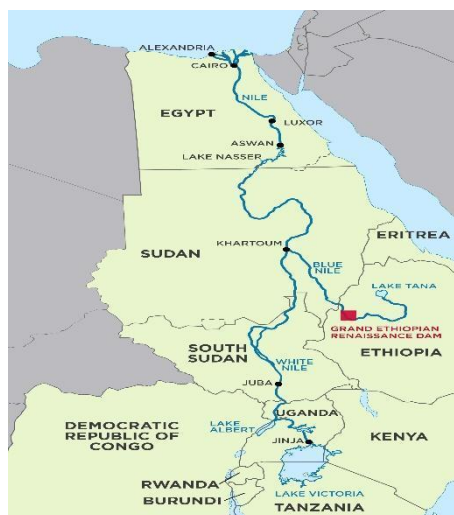 ALEXANDRIA
CAIRO
NILE
EGYPT
LUXOR
ASWAN
LAKE NASSER
ERITREA
KHARTOUM
SUDAN
BLUE
NILE
LAKE TANA
GRAND ETHIOPIAN
RENAISSANCE DAM
ETHIOPIA
SOUTH
SUDAN
WHITE
NILE
JUBA
UGANDA
DEMOCRATIC
REPUBLIC OF
CONGO
LAKE
ALBERT
JINJA
KENYA
RWANDA
BURUNDI
LAKE VICTORIA
TANZANIA